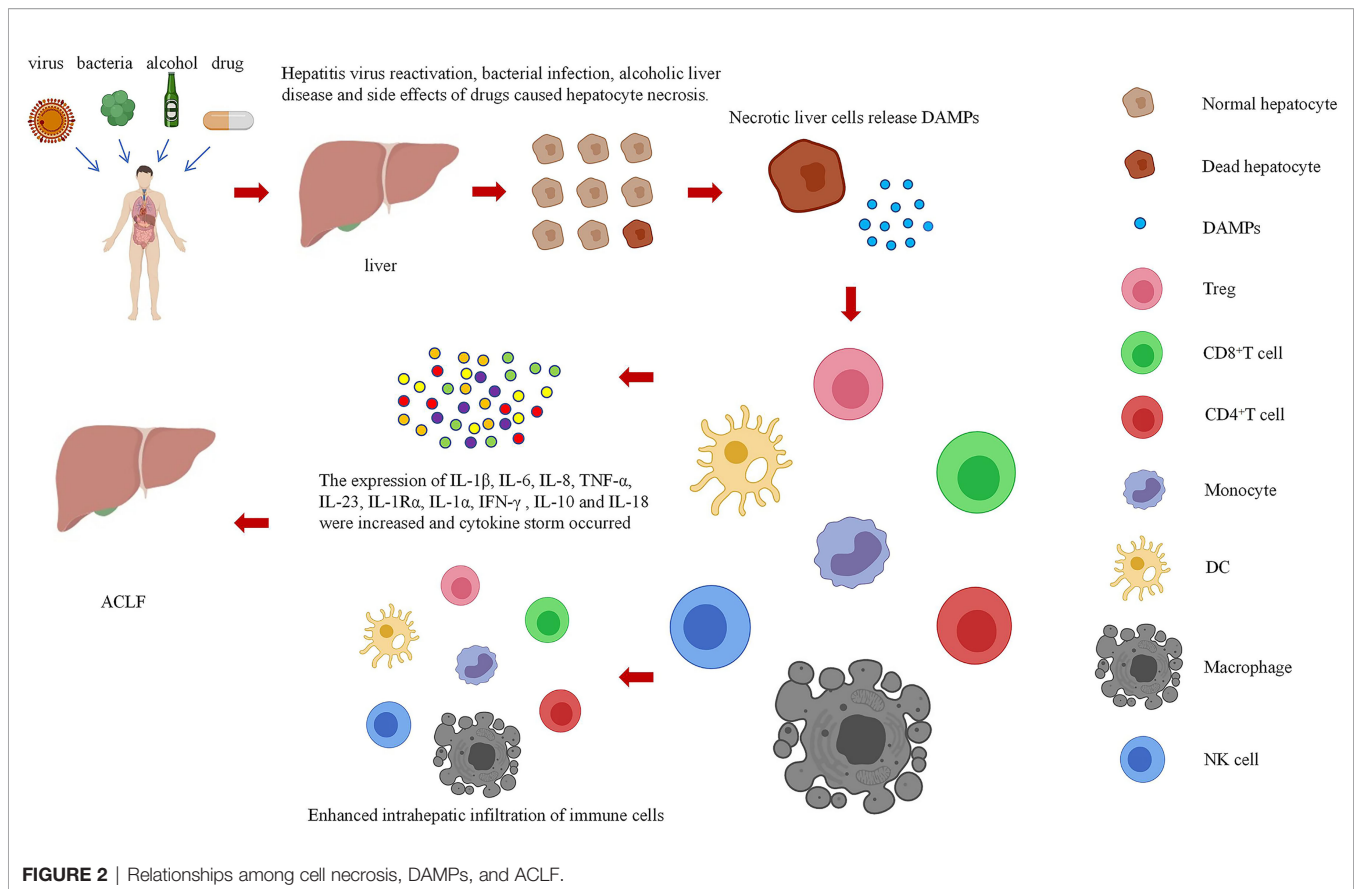 virus bacteria alcohol drug
Hepatitis virus reactivation, bacterial infection, alcoholic liver
disease and side effects of drugs caused hepatocyte necrosis.
liver
Necrotic liver cells release DAMPs
The expression of IL-1β, IL-6, IL-8, TNF-α,
IL-23, IL-1Rα, IL-1α, IFN-γ , IL-10 and IL-18
were increased and cytokine storm occurred
Enhanced intrahepatic infiltration of immune cells
ACLF
Normal hepatocyte
Dead hepatocyte
DAMPs
Treg
CD8⁺T cell
CD4⁺T cell
Monocyte
DC
Macrophage
NK cell
FIGURE 2 | Relationships among cell necrosis, DAMPs, and ACLF.